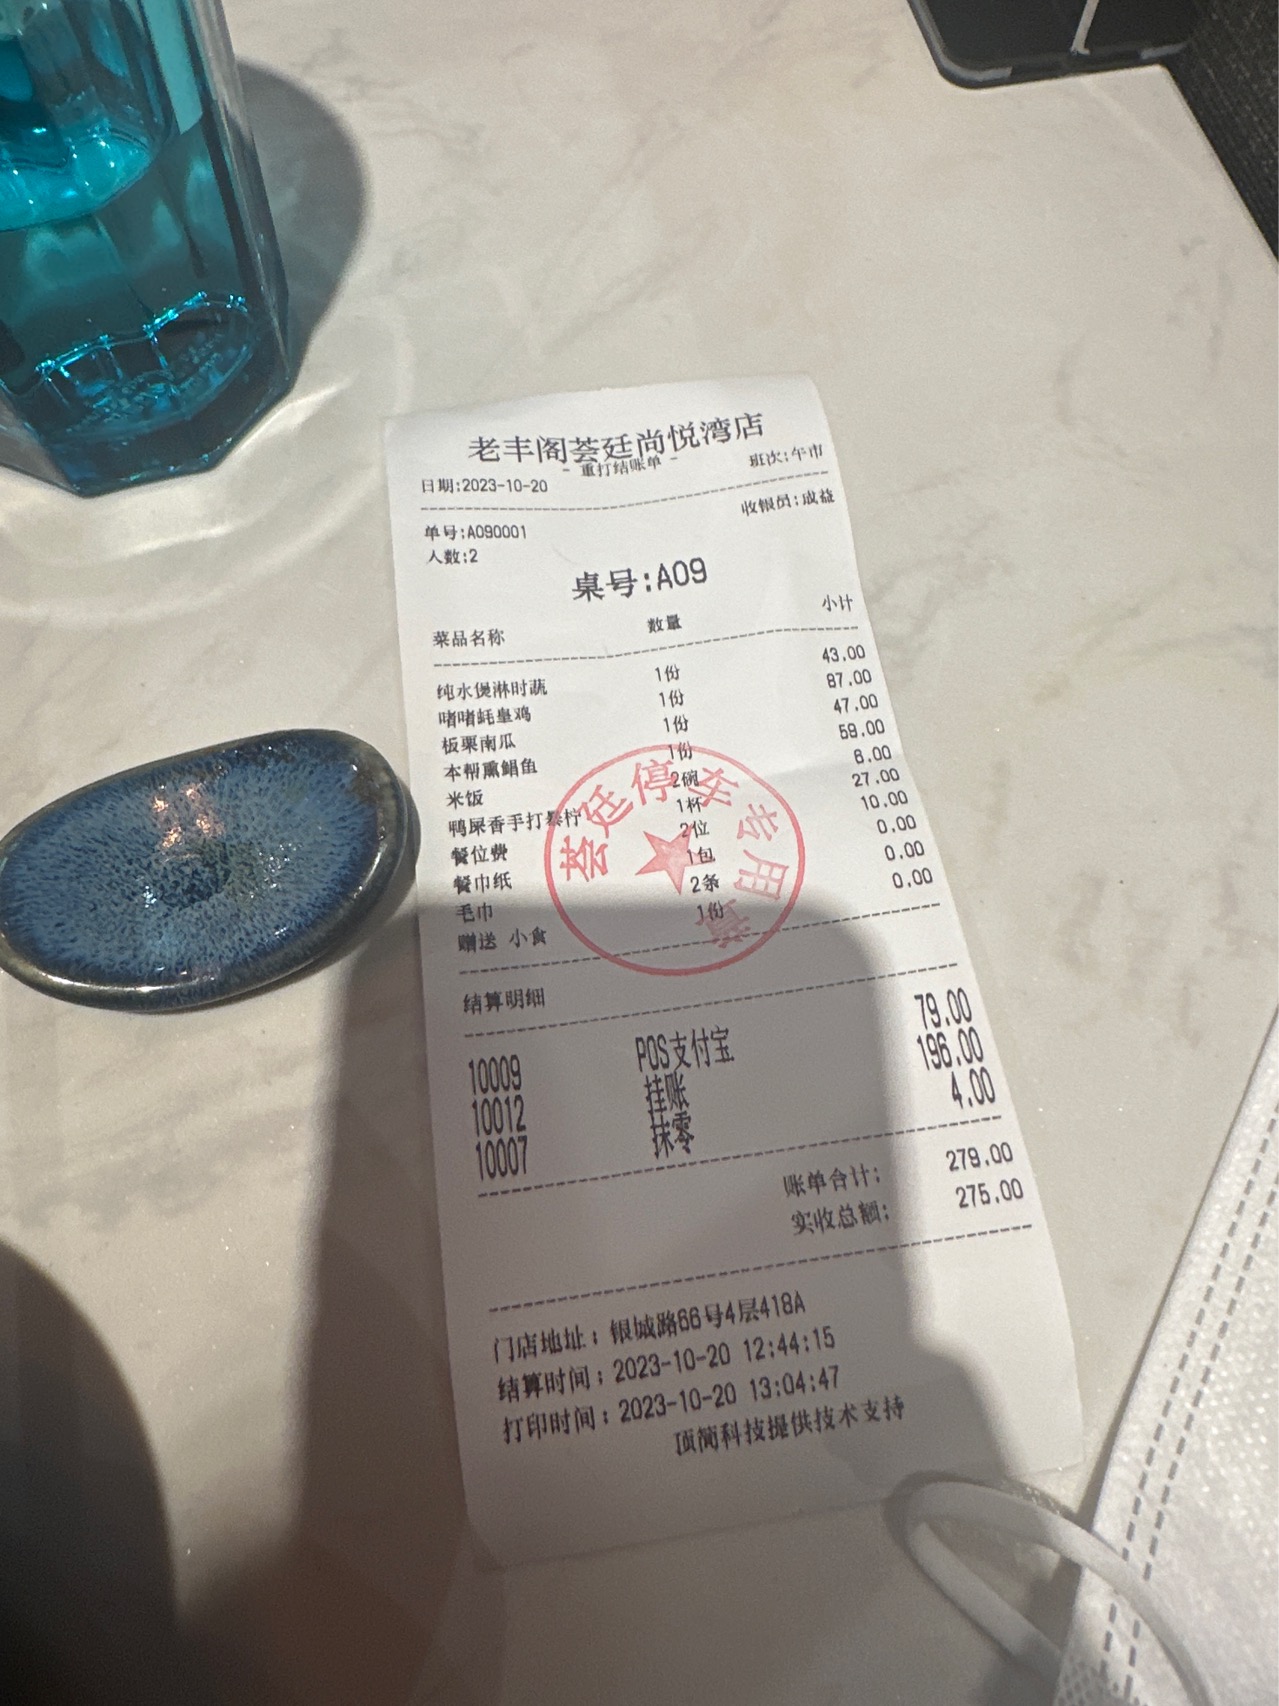 老丰阁荟廷尚悦湾店
- 重打结账单 -
日期:2023-10-20 班次:午市
单号:A090001 收银员:成益
人数:2
桌号:A09
菜品名称 数量 小计
纯水煲淋时蔬 1份 43.00
啫啫蚝皇鸡 1份 87.00
板栗南瓜 1份 47.00
本帮熏鲳鱼 1份 59.00
米饭 2碗 6.00
鸭屎香手打暴柠 1杯 27.00
餐位费 2位 10.00
餐巾纸 1包 0.00
毛巾 2条 0.00
赠送 小食 1份 0.00
荟廷停车专用章
结算明细
10009 POS支付宝 79.00
10012 挂账 196.00
10007 抹零 4.00
账单合计: 279.00
实收总额: 275.00
门店地址：银城路66号4层418A
结算时间：2023-10-20 12:44:15
打印时间：2023-10-20 13:04:47
顶简科技提供技术支持